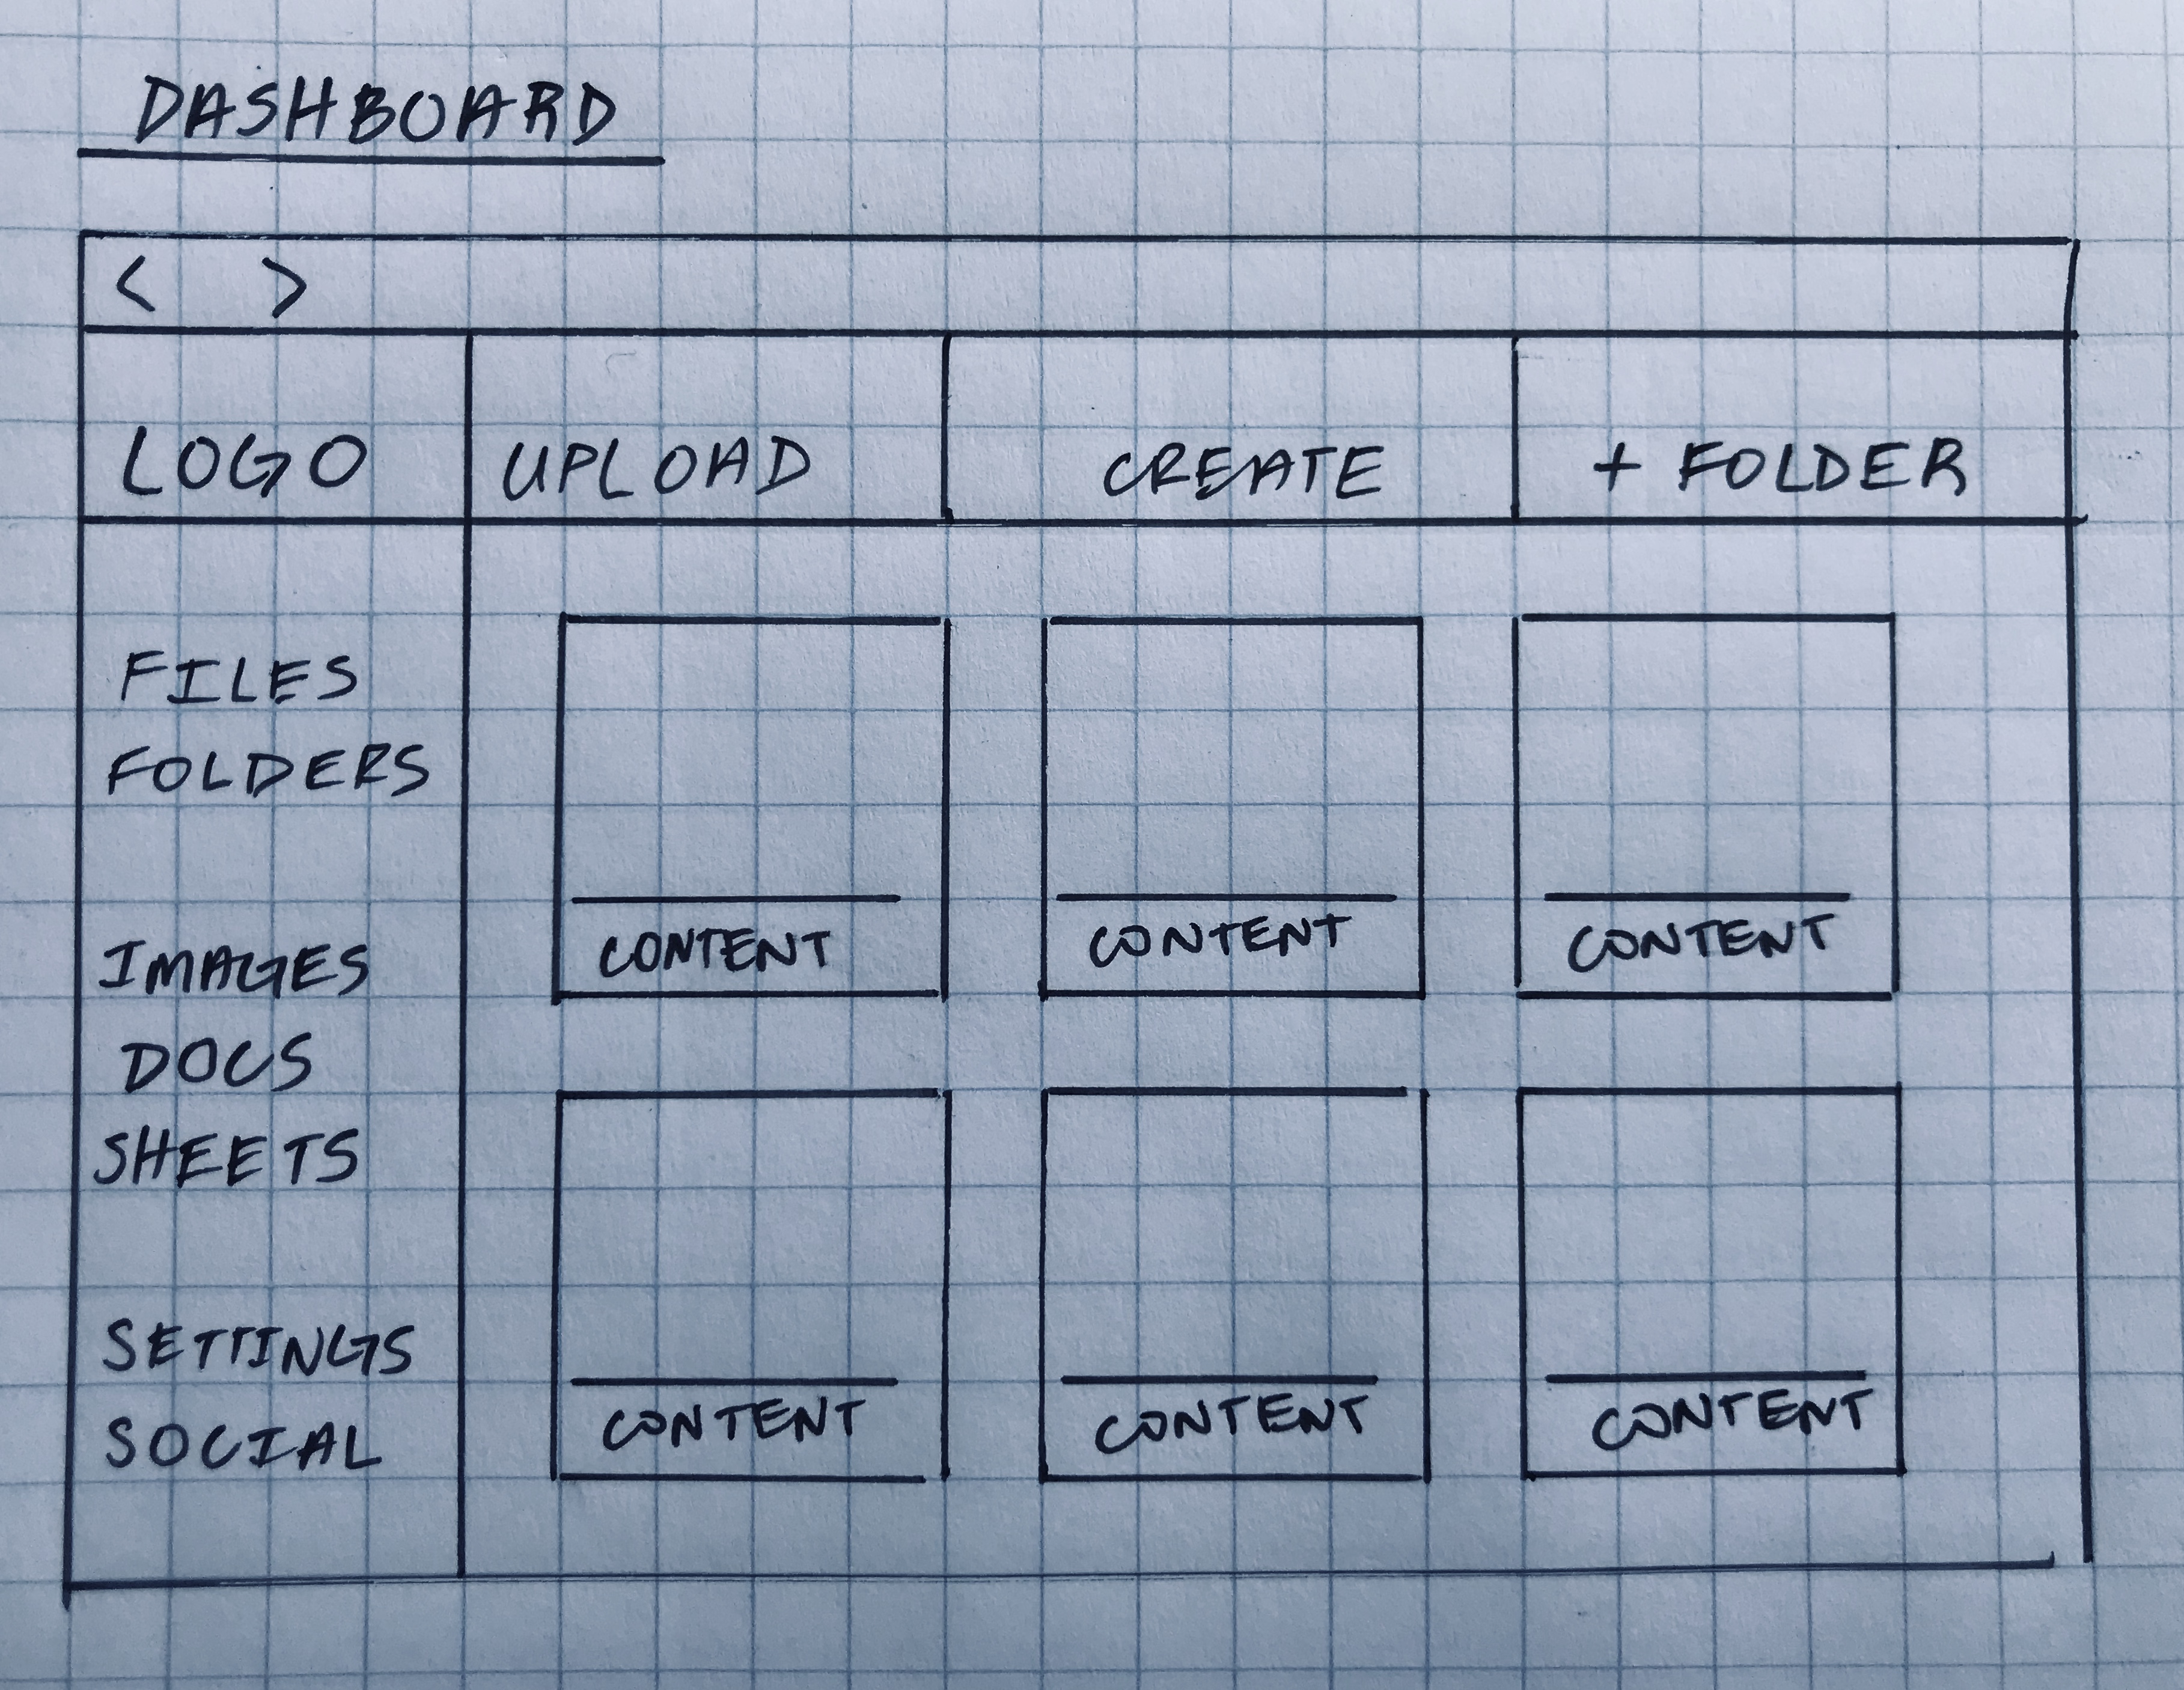 DASHBOARD
< >
LOGO UPLOAD CREATE + FOLDER
FILES
FOLDERS
IMAGES
DOCS
SHEETS
SETTINGS
SOCIAL
CONTENT CONTENT CONTENT
CONTENT CONTENT CONTENT